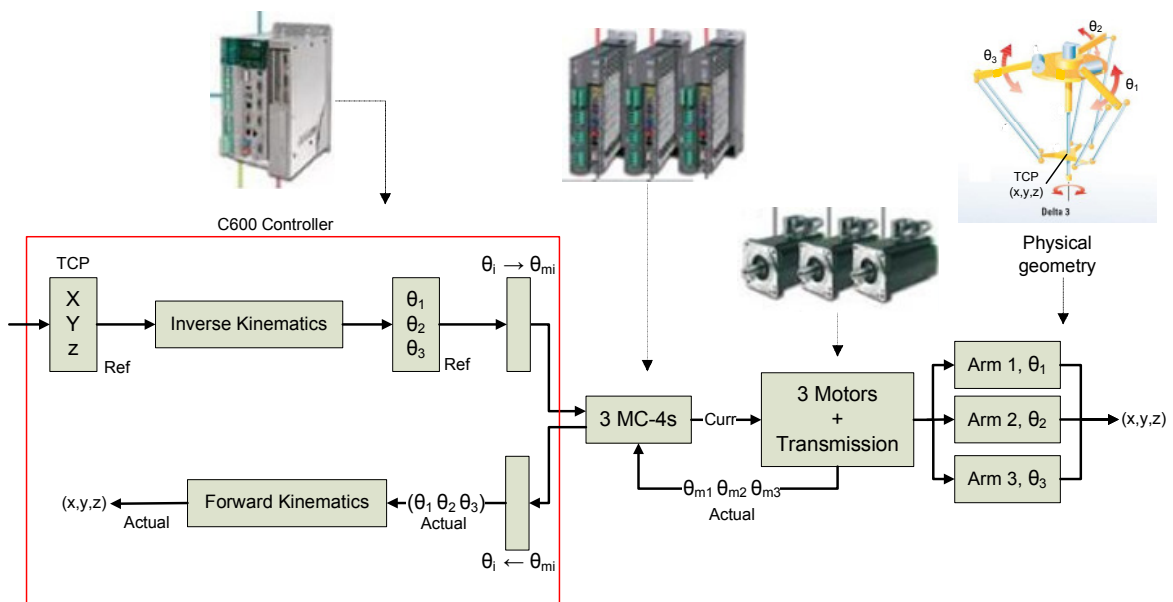 θ2
θ3
θ1
TCP
(x,y,z)
Delta 3
C600 Controller
Physical
geometry
TCP
θi → θmi
X
Y
z
Ref
Inverse Kinematics
θ1
θ2
θ3
Ref
3 MC-4s
Curr
3 Motors
+
Transmission
Arm 1, θ1
Arm 2, θ2
Arm 3, θ3
(x,y,z)
θm1 θm2 θm3
Actual
(x,y,z)
Actual
Forward Kinematics
(θ1 θ2 θ3)
Actual
θi ← θmi